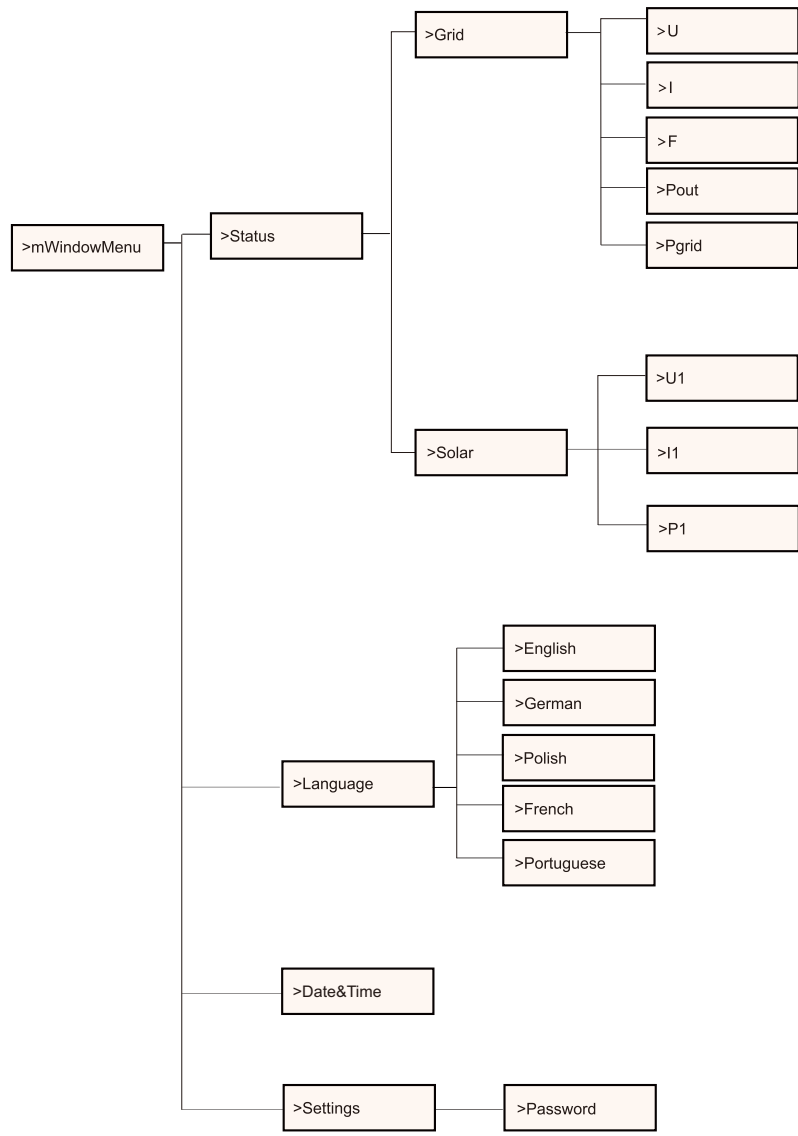 >mWindowMenu
>Status
>Grid
>U
>I
>F
>Pout
>Pgrid
>Solar
>U1
>I1
>P1
>Language
>English
>German
>Polish
>French
>Portuguese
>Date&Time
>Settings
>Password